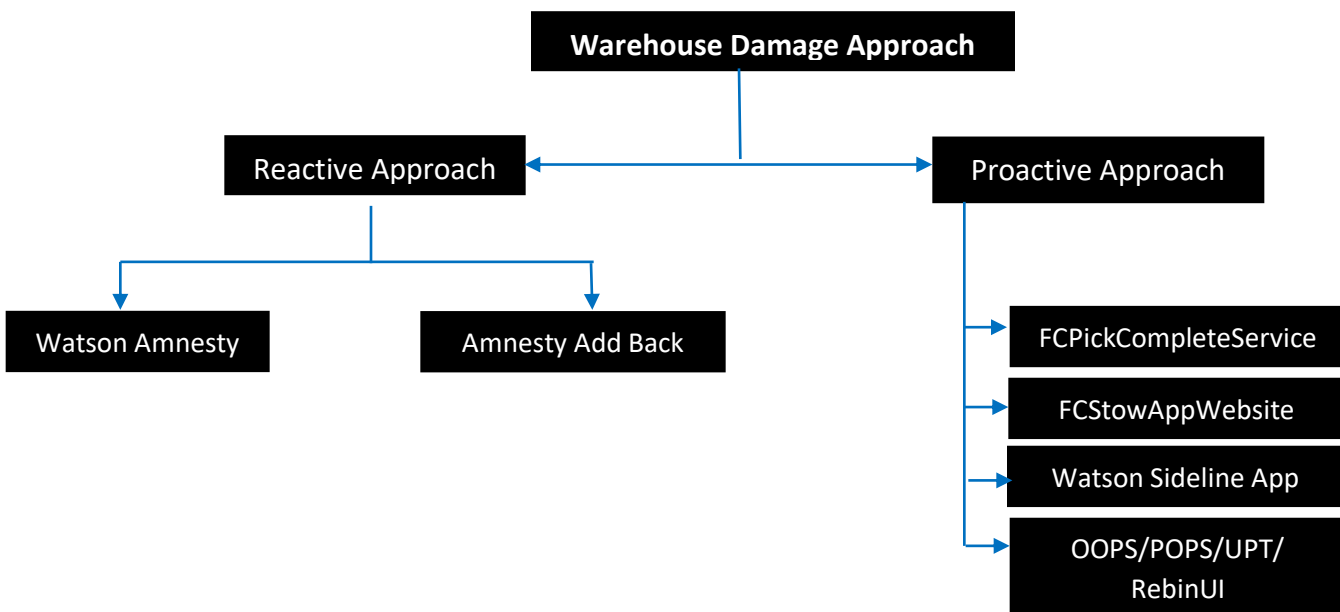 Warehouse Damage Approach
Reactive Approach
Proactive Approach
Watson Amnesty
Amnesty Add Back
FCPickCompleteService
FCStowAppWebsite
Watson Sideline App
OOPS/POPS/UPT/
RebinUI